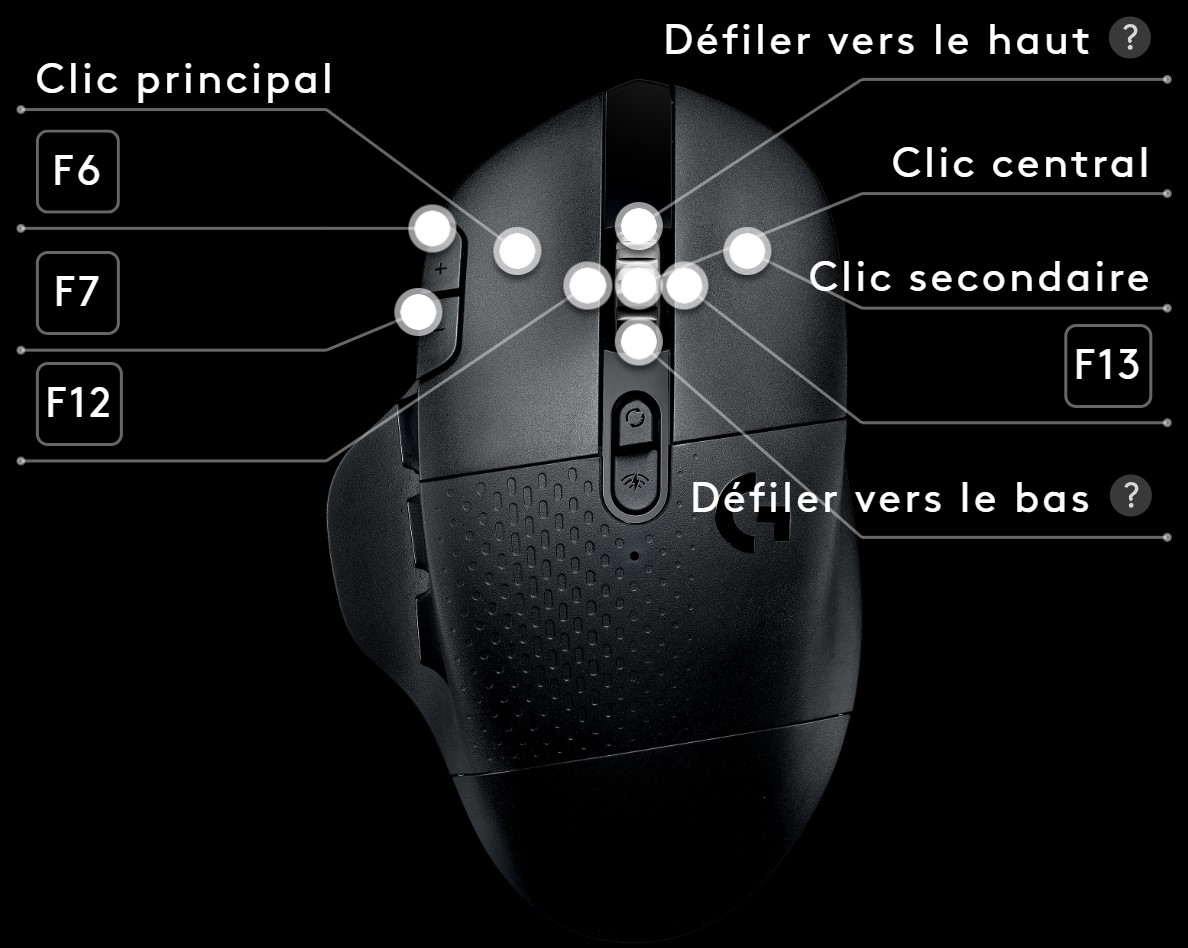 Défiler vers le haut ?
Clic principal
F6
Clic central
F7
Clic secondaire
F12
F13
Défiler vers le bas ?
+
-
G